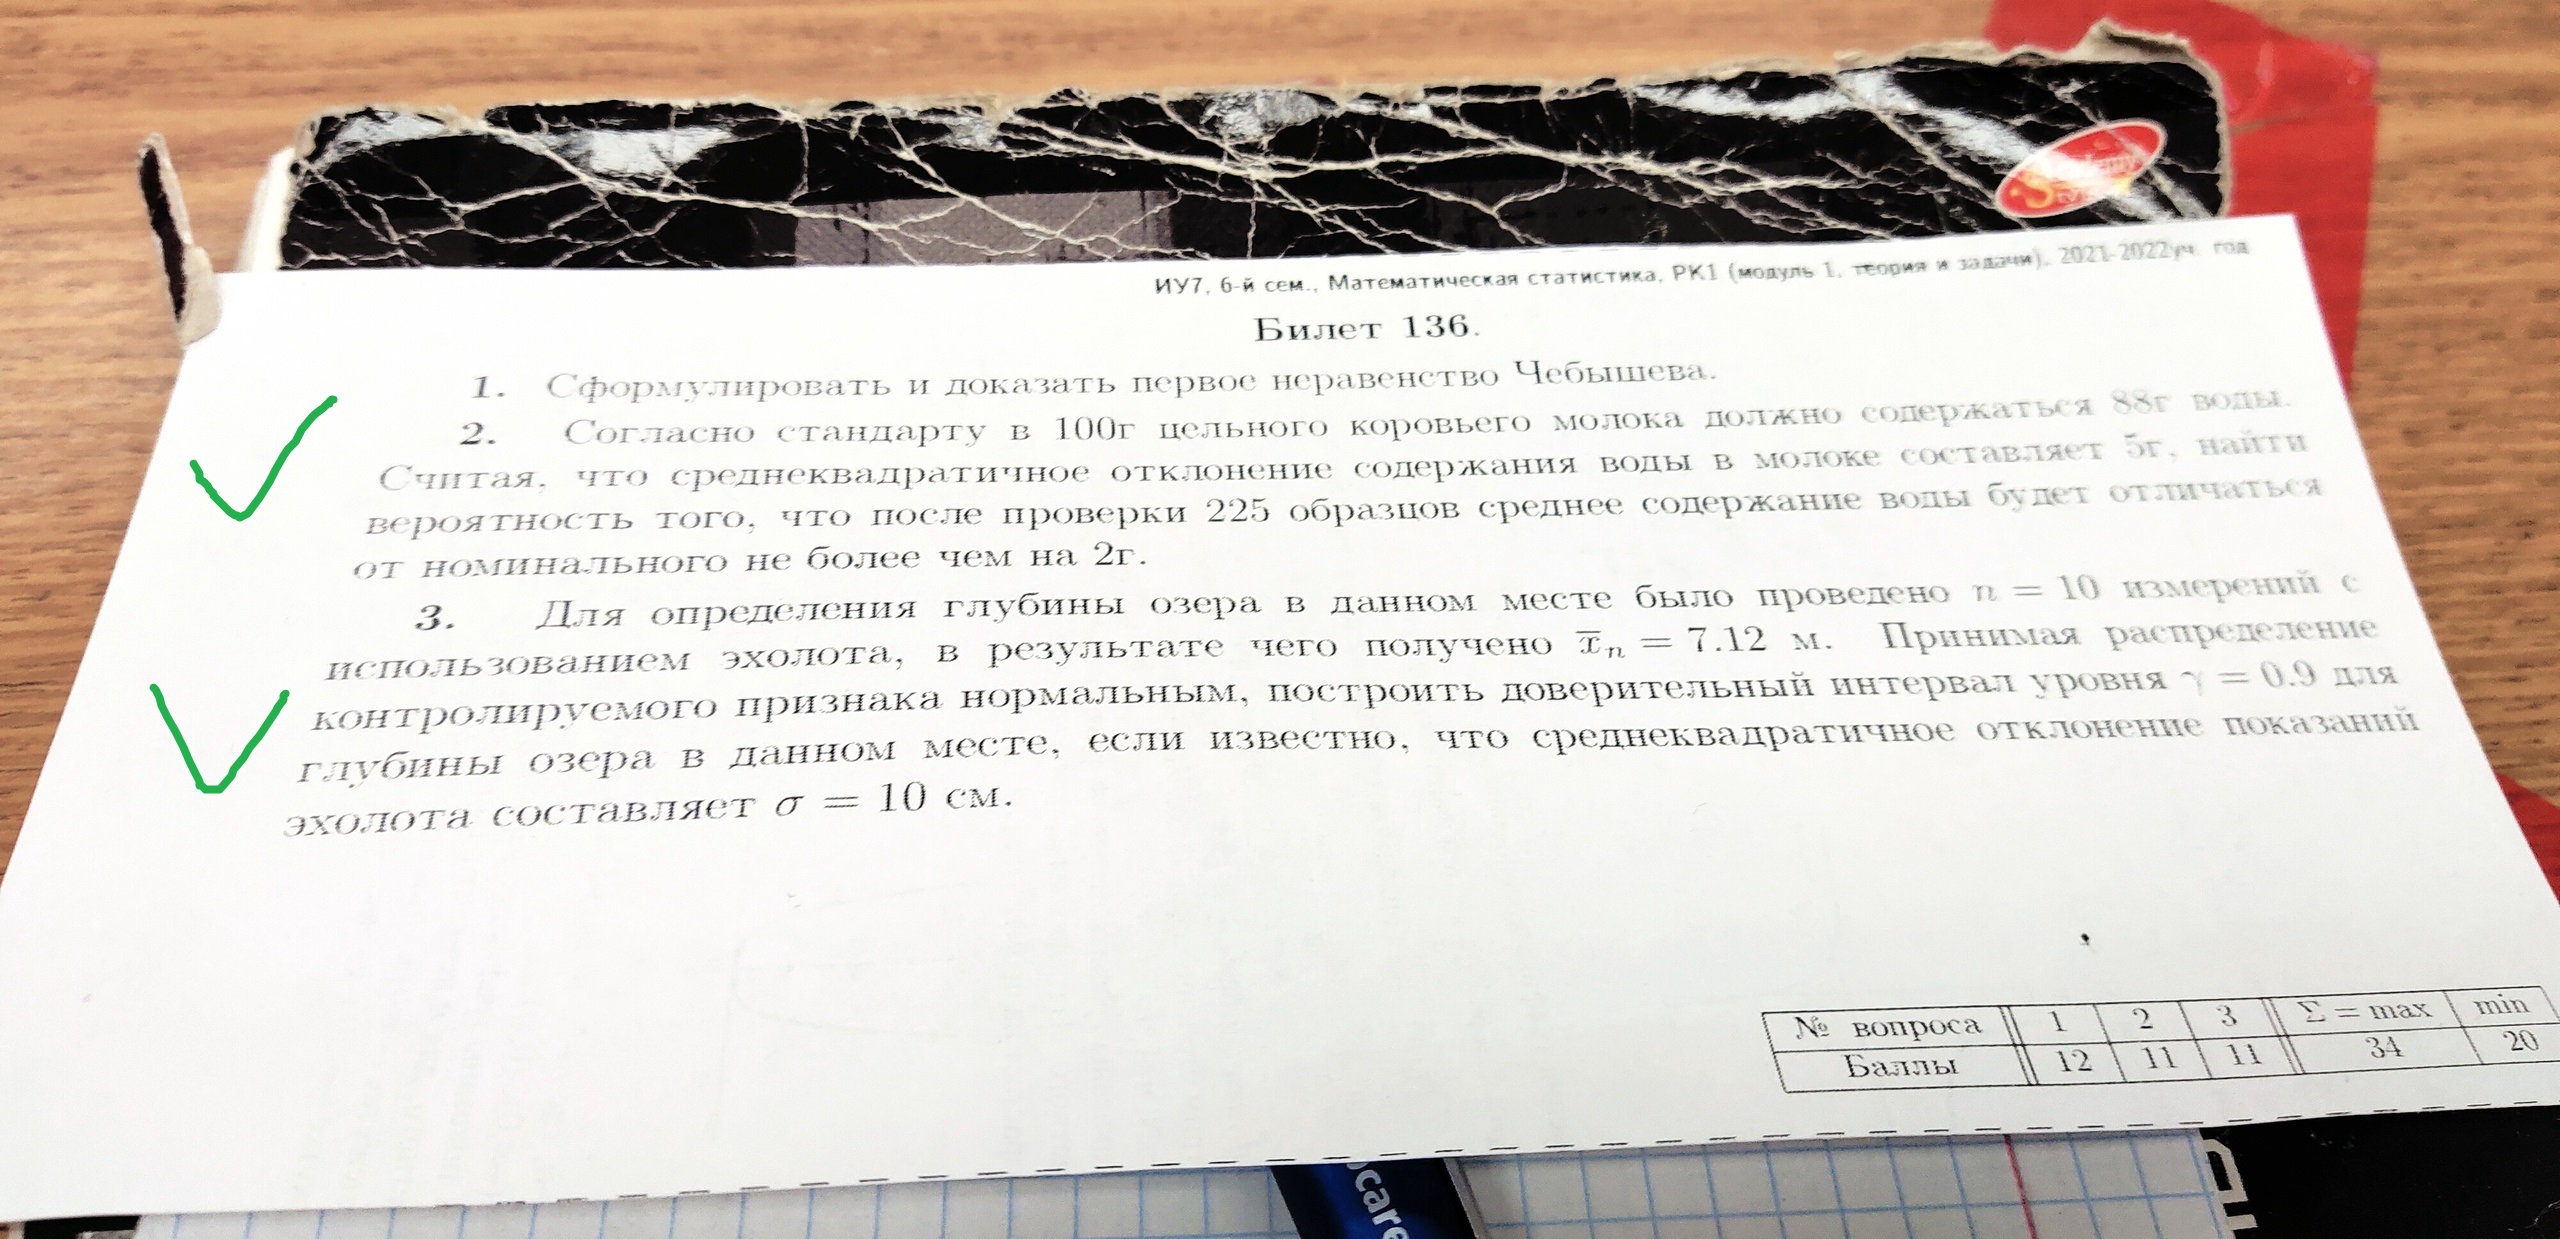 ИУ7, 6-й сем., Математическая статистика, РК1 (модуль 1, теория и задачи), 2021-2022уч. год
Билет 136.
1. Сформулировать и доказать первое неравенство Чебышева.
2. Согласно стандарту в 100г цельного коровьего молока должно содержаться 88г воды.
Считая, что среднеквадратичное отклонение содержания воды в молоке составляет 5г, найти
вероятность того, что после проверки 225 образцов среднее содержание воды будет отличаться
от номинального не более чем на 2г.
3. Для определения глубины озера в данном месте было проведено n = 10 измерений с
использованием эхолота, в результате чего получено x̅ₙ = 7.12 м. Принимая распределение
контролируемого признака нормальным, построить доверительный интервал уровня γ = 0.9 для
глубины озера в данном месте, если известно, что среднеквадратичное отклонение показаний
эхолота составляет σ = 10 см.
№ вопроса 1 2 3 Σ = max min
Баллы 12 11 11 34 20
care